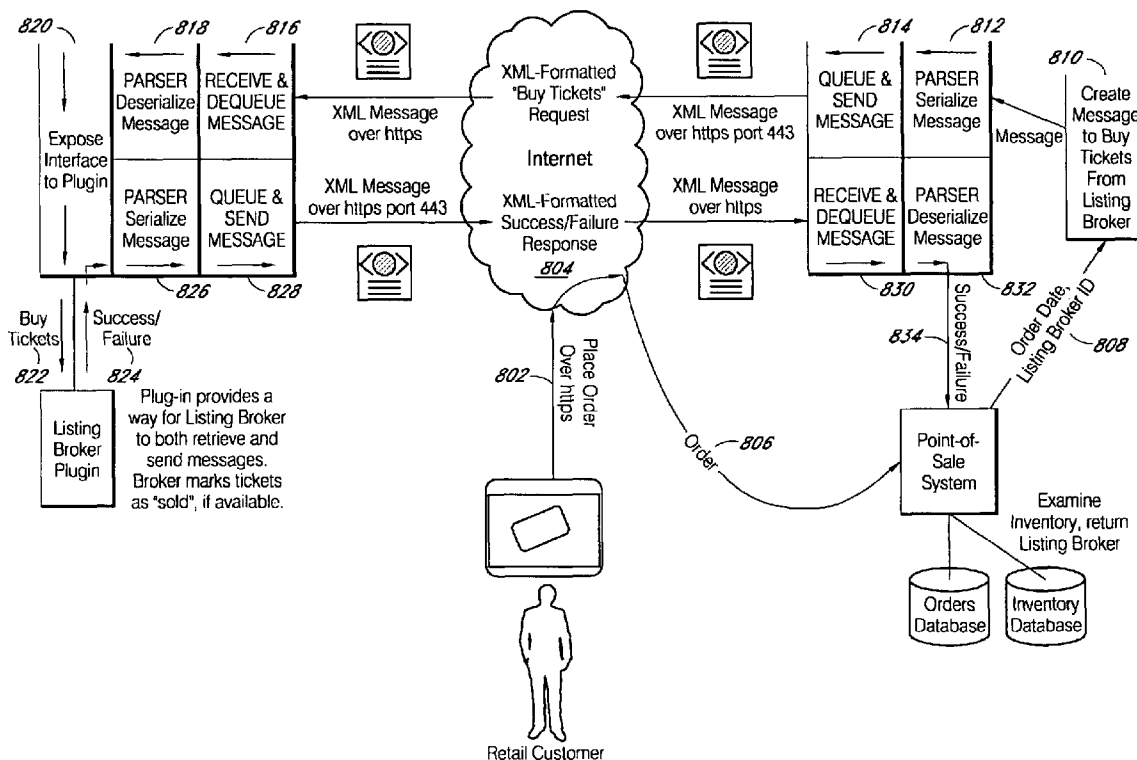 820
818
816
814
812
810
PARSER
Deserialize
Message
RECEIVE &
DEQUEUE
MESSAGE
Expose
Interface
to Plugin
PARSER
Serialize
Message
QUEUE &
SEND
MESSAGE
826
828
XML Message
over https
XML Message
over https port 443
XML-Formatted
"Buy Tickets"
Request
Internet
XML-Formatted
Success/Failure
Response
804
XML Message
over https port 443
XML Message
over https
QUEUE &
SEND
MESSAGE
PARSER
Serialize
Message
RECEIVE &
DEQUEUE
MESSAGE
PARSER
Deserialize
Message
830
832
Message
Create
Message
to Buy
Tickets
From
Listing
Broker
Buy
Tickets
822
Success/
Failure
824
Listing
Broker
Plugin
Plug-in provides a
way for Listing Broker
to both retrieve and
send messages.
Broker marks tickets
as "sold", if available.
802
Place Order
Over https
Order
806
834
Success/Failure
Order Date,
Listing Broker ID
808
Point-of-
Sale
System
Examine
Inventory, return
Listing Broker
Orders
Database
Inventory
Database
Retail Customer